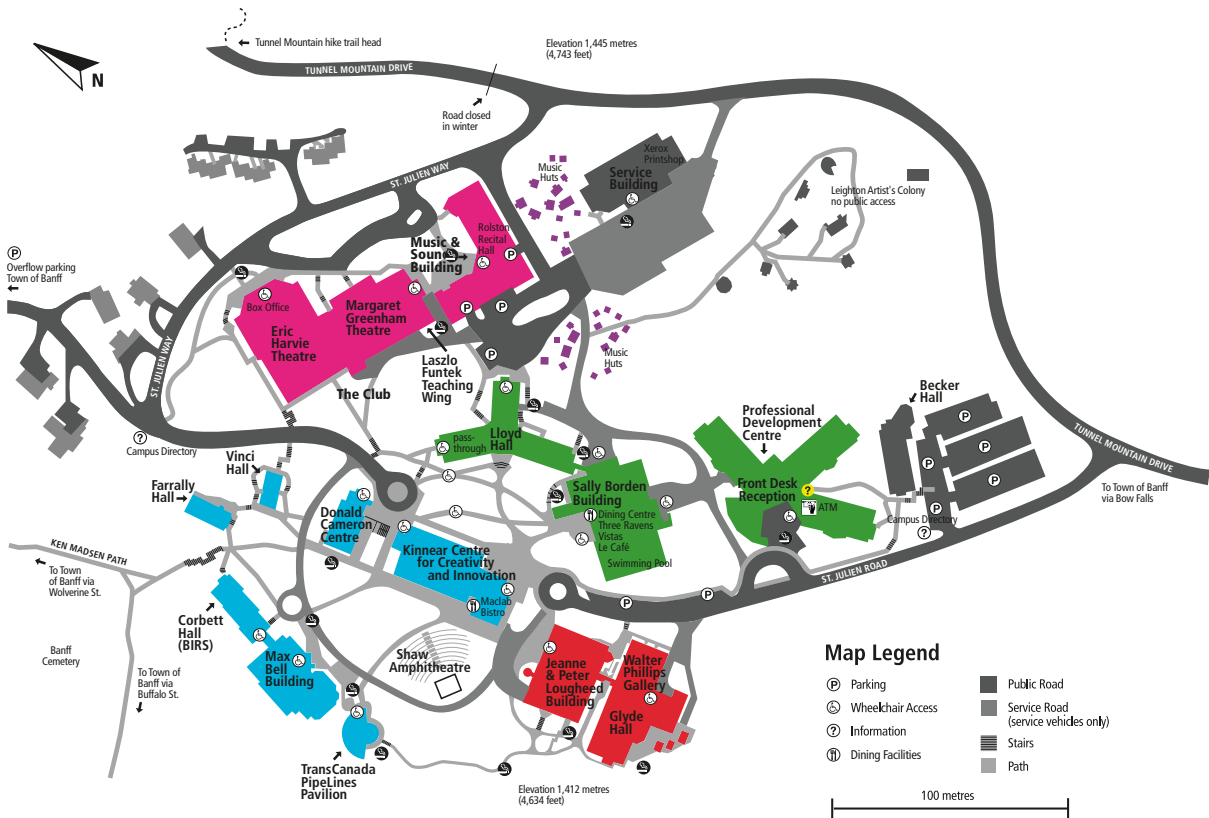 Tunnel Mountain hike trail head
Elevation 1,445 metres
(4,743 feet)
TUNNEL MOUNTAIN DRIVE
N
Road closed
in winter
Xerox
Printshop
Service
Building
Music
Huts
ST. JULIEN WAY
Leighton Artist's Colony
no public access
P
Overflow parking
Town of Banff
Rolston
Recital
Hall
Music &
Sound
Building
P
Box Office
Margaret
Greenham
Theatre
Eric
Harvie
Theatre
P
P
P
Laszlo
Funtek
Teaching
Wing
Music
Huts
The Club
ST. JULIEN WAY
Becker
Hall
P
P
P
P
P
Professional
Development
Centre
TUNNEL MOUNTAIN DRIVE
To Town of Banff
via Bow Falls
?
Campus Directory
pass-
through
Lloyd
Hall
Vinci
Hall
Farrally
Hall
Sally Borden
Building
Dining Centre
Three Ravens
Vistas
Le Café
Swimming Pool
Front Desk
Reception
?
ATM
Campus Directory
?
Donald
Cameron
Centre
Kinnear Centre
for Creativity
and Innovation
Maclab
Bistro
KEN MADSEN PATH
To Town
of Banff via
Wolverine St.
ST. JULIEN ROAD
P
P
Corbett
Hall
(BIRS)
Banff
Cemetery
To Town of
Banff via
Buffalo St.
Max
Bell
Building
Shaw
Amphitheatre
Jeanne
& Peter
Lougheed
Building
Walter
Phillips
Gallery
Glyde
Hall
TransCanada
PipeLines
Pavilion
Elevation 1,412 metres
(4,634 feet)
Map Legend
P Parking
Wheelchair Access
? Information
Dining Facilities
Public Road
Service Road
(service vehicles only)
Stairs
Path
100 metres